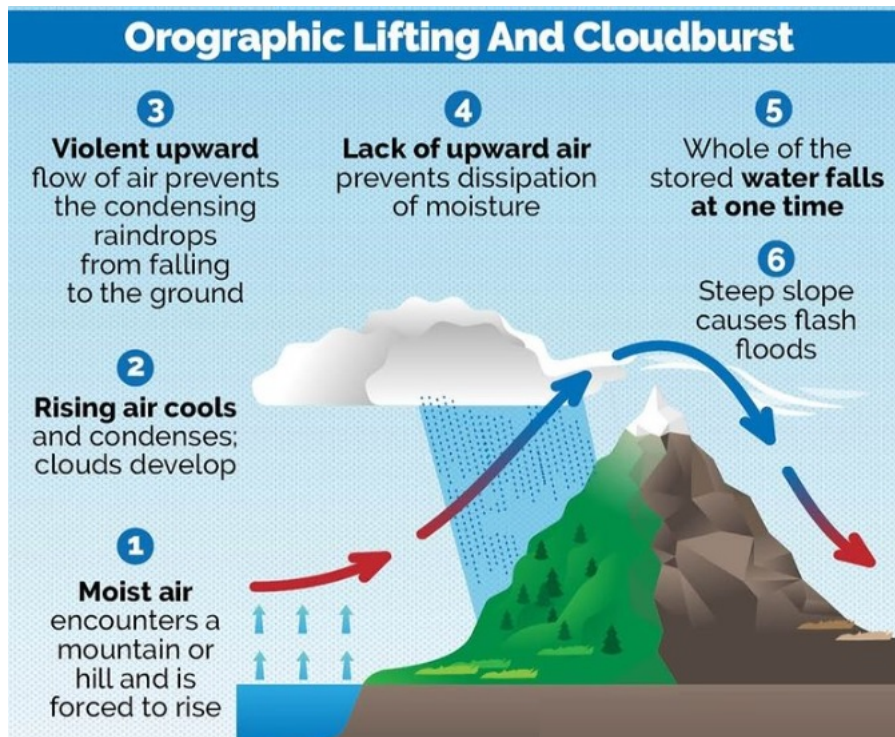 Orographic Lifting And Cloudburst
3
Violent upward
flow of air prevents
the condensing
raindrops
from falling
to the ground
4
Lack of upward air
prevents dissipation
of moisture
5
Whole of the
stored water falls
at one time
6
Steep slope
causes flash
floods
2
Rising air cools
and condenses;
clouds develop
1
Moist air
encounters a
mountain or
hill and is
forced to rise